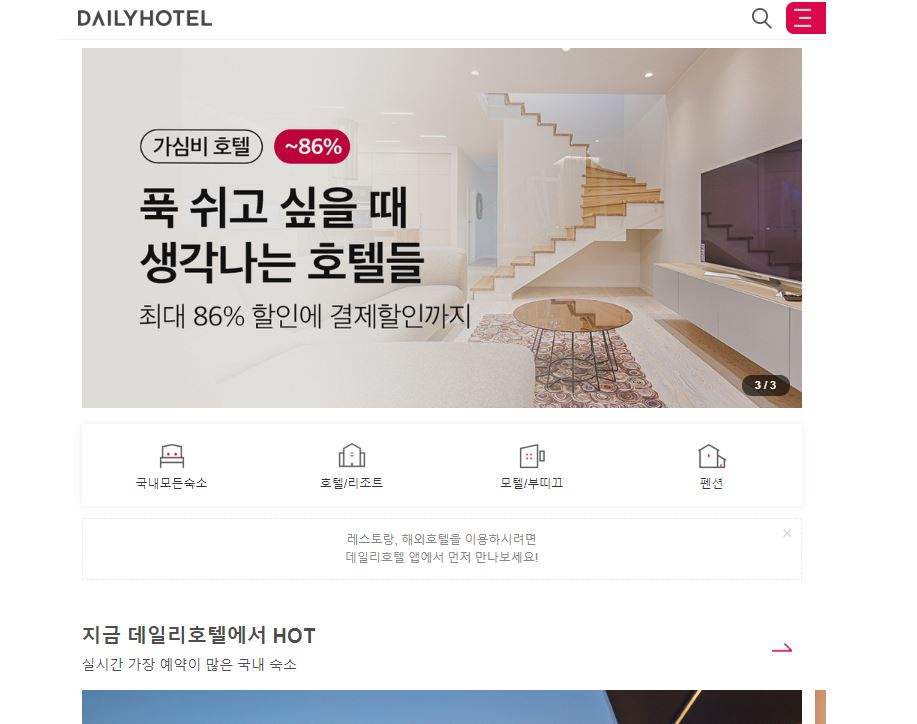 DAILYHOTEL
가심비 호텔 ~86%
푹 쉬고 싶을 때
생각나는 호텔들
최대 86% 할인에 결제할인까지
3 / 3
국내모든숙소 호텔/리조트 모텔/부띠끄 펜션
레스토랑, 해외호텔을 이용하시려면
데일리호텔 앱에서 먼저 만나보세요!
지금 데일리호텔에서 HOT
실시간 가장 예약이 많은 국내 숙소